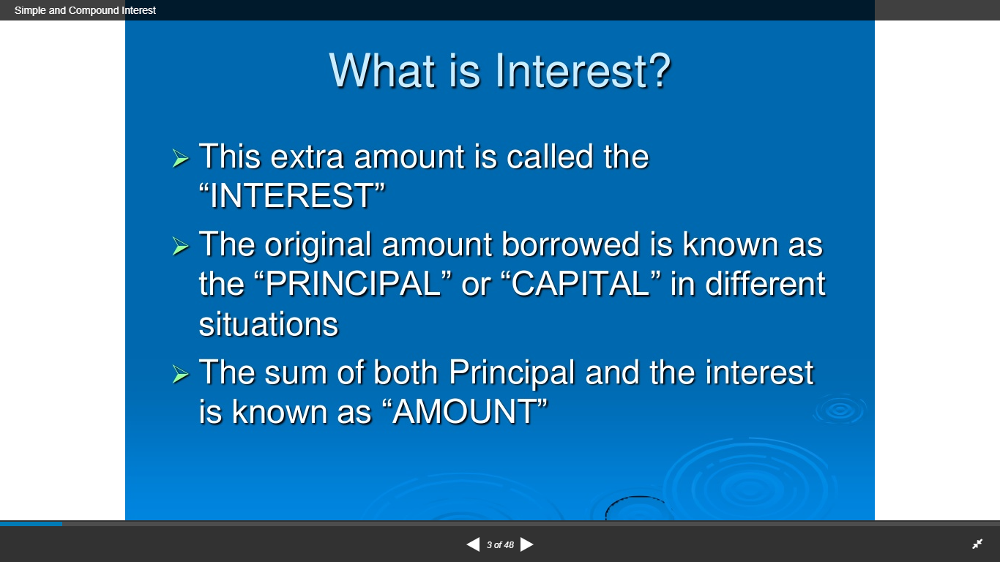 Simple and Compound Interest
What is Interest?
This extra amount is called the
“INTEREST”
The original amount borrowed is known as
the “PRINCIPAL” or “CAPITAL” in different
situations
The sum of both Principal and the interest
is known as “AMOUNT”
3 of 48